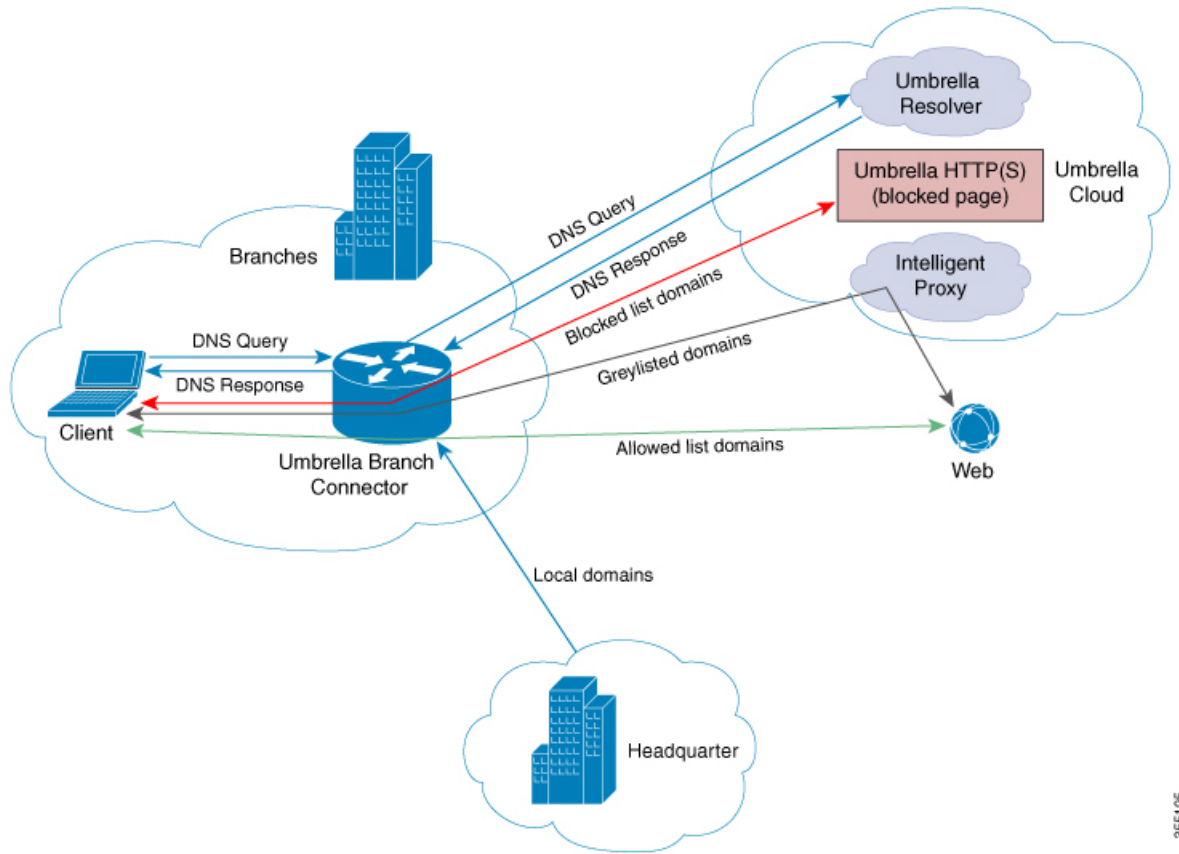 Umbrella
Resolver
Umbrella HTTP(S)
(blocked page)
Umbrella
Cloud
Intelligent
Proxy
Branches
DNS Query
DNS Response
Blocked list domains
Greylisted domains
DNS Query
DNS Response
Client
Umbrella Branch
Connector
Allowed list domains
Web
Local domains
Headquarter